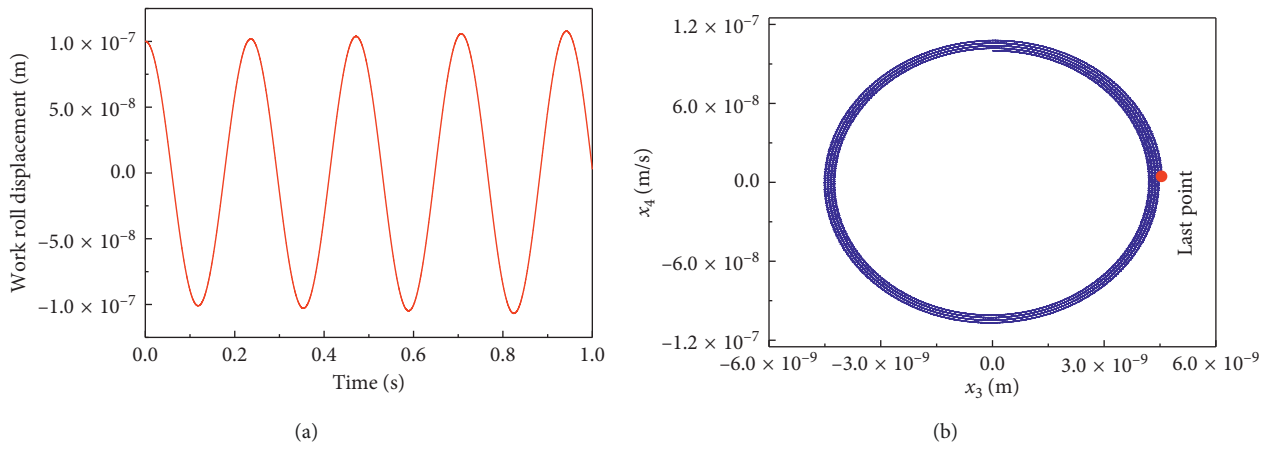 Work roll displacement (m)
1.0 × 10⁻⁷
5.0 × 10⁻⁸
0.0
−5.0 × 10⁻⁸
−1.0 × 10⁻⁷
0.0 0.2 0.4 0.6 0.8 1.0
Time (s)
(a)
x₄ (m/s)
1.2 × 10⁻⁷
6.0 × 10⁻⁸
0.0
−6.0 × 10⁻⁸
−1.2 × 10⁻⁷
Last point
−6.0 × 10⁻⁹ −3.0 × 10⁻⁹ 0.0 3.0 × 10⁻⁹ 6.0 × 10⁻⁹
x₃ (m)
(b)